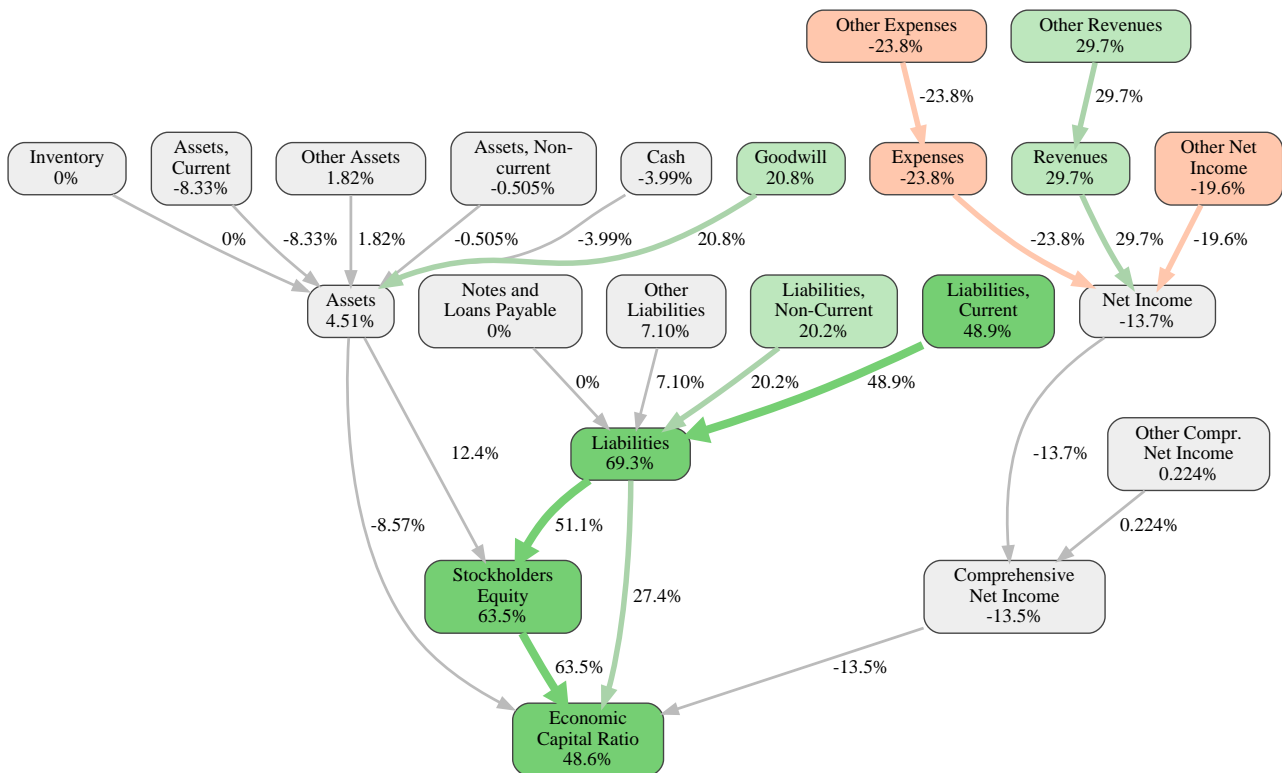 Other Expenses
-23.8%
Other Revenues
29.7%
-23.8%
29.7%
Inventory
0%
Assets,
Current
-8.33%
Other Assets
1.82%
Assets, Non-
current
-0.505%
Cash
-3.99%
Goodwill
20.8%
Expenses
-23.8%
Revenues
29.7%
Other Net
Income
-19.6%
0%
-8.33%
1.82%
-0.505%
-3.99%
20.8%
-23.8%
29.7%
-19.6%
Assets
4.51%
Notes and
Loans Payable
0%
Other
Liabilities
7.10%
Liabilities,
Non-Current
20.2%
Liabilities,
Current
48.9%
Net Income
-13.7%
0%
7.10%
20.2%
48.9%
Liabilities
69.3%
12.4%
-13.7%
Other Compr.
Net Income
0.224%
-8.57%
51.1%
0.224%
Stockholders
Equity
63.5%
27.4%
Comprehensive
Net Income
-13.5%
63.5%
-13.5%
Economic
Capital Ratio
48.6%